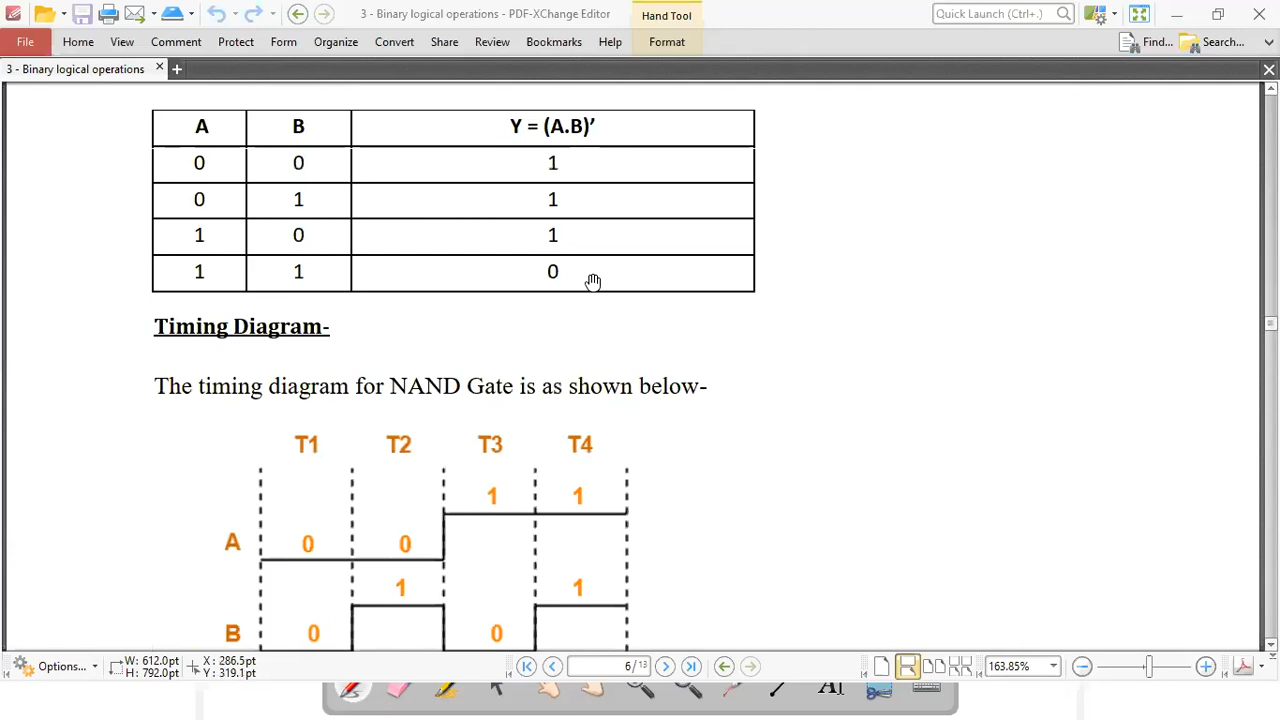 3 - Binary logical operations - PDF-XChange Editor
Hand Tool
Quick Launch (Ctrl+.)
File Home View Comment Protect Form Organize Convert Share Review Bookmarks Help Format Find... Search...
3 - Binary logical operations
A B Y = (A.B)’
0 0 1
0 1 1
1 0 1
1 1 0
Timing Diagram-
The timing diagram for NAND Gate is as shown below-
T1 T2 T3 T4
1 1
A 0 0
1 1
B 0 0
Options... W: 612.0pt X: 286.5pt 6 / 13 163.85%
H: 792.0pt Y: 319.1pt
A